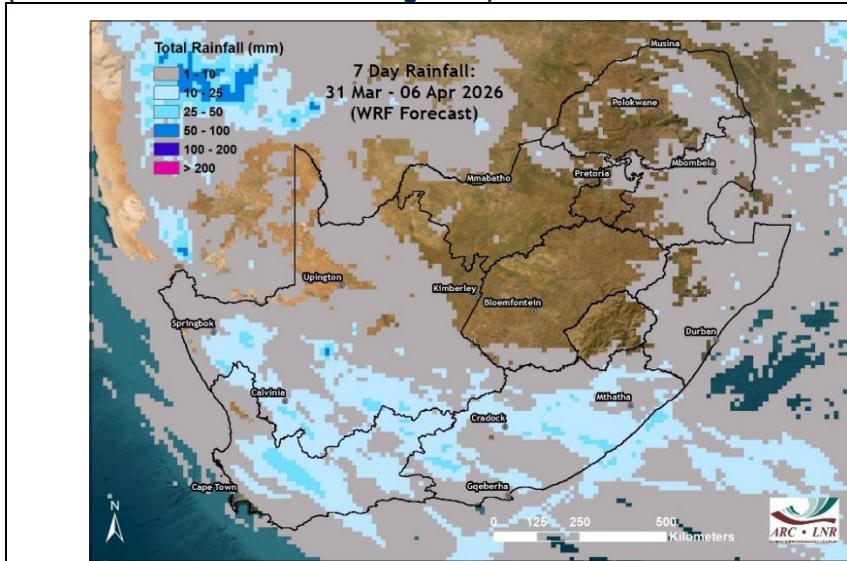 Total Rainfall (mm)
1 - 10
10 - 25
25 - 50
50 - 100
100 - 200
> 200
7 Day Rainfall:
31 Mar - 06 Apr 2026
(WRF Forecast)
Musina
Polokwane
Mbombela
Pretoria
Mmabatho
Upington
Kimberley
Bloemfontein
Springbok
Durban
Calvinia
Mthatha
Cradock
Cape Town
Gqeberha
N
0 125 250 500
Kilometers
ARC • LNR